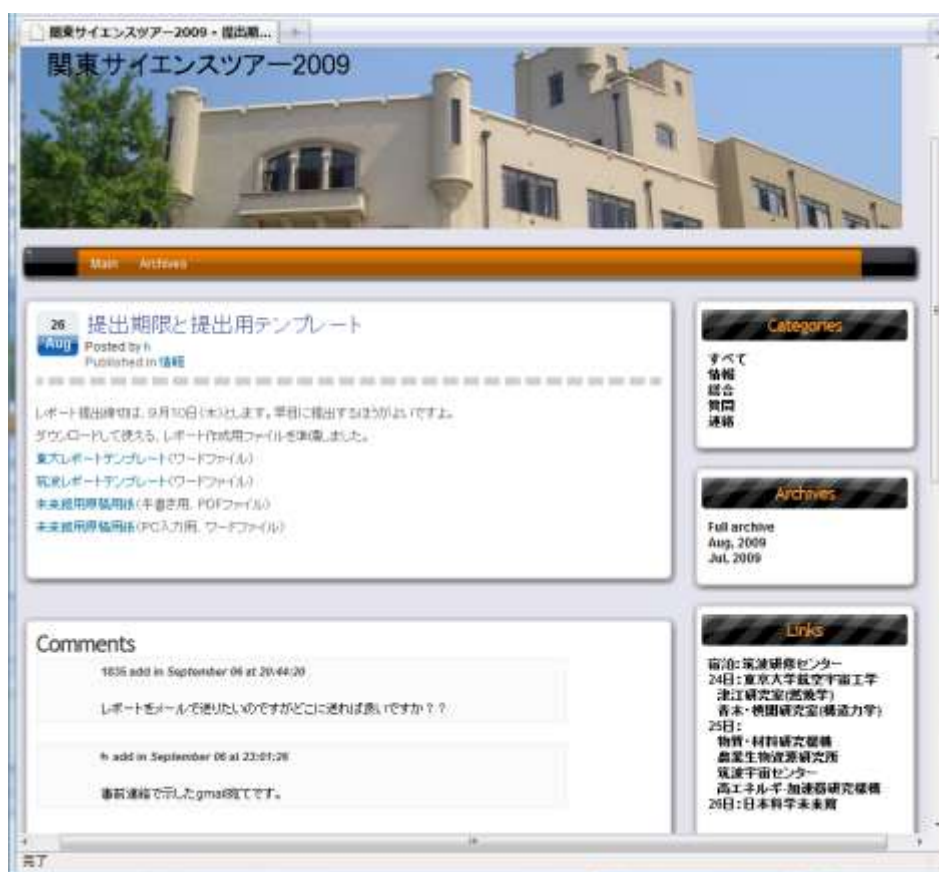 関東サイエンスツアー2009 - 提出期...
関東サイエンスツアー2009
Main Archives
26
Aug
提出期限と提出用テンプレート
Posted by h
Published in 情報
レポート提出締切は、9月10日(木)とします。早目に提出するほうがよいですよ。
ダウンロードして使える、レポート作成用ファイルを準備しました。
東大レポートテンプレート(ワードファイル)
筑波レポートテンプレート(ワードファイル)
未来館用原稿用紙(手書き用, PDFファイル)
未来館用原稿用紙(PC入力用, ワードファイル)
Comments
1835 add in September 06 at 20:44:20
レポートをメールで送りたいのですがどこに送れば良いですか??
h add in September 06 at 23:01:26
事前連絡で示したgmail宛てです。
Categories
すべて
情報
総合
質問
連絡
Archives
Full archive
Aug, 2009
Jul, 2009
Links
宿泊:筑波研修センター
24日:東京大学航空宇宙工学
津江研究室(燃焼学)
青木・横関研究室(構造力学)
25日:
物質・材料研究機構
農業生物資源研究所
筑波宇宙センター
高エネルギ-加速器研究機構
26日:日本科学未来館
完了